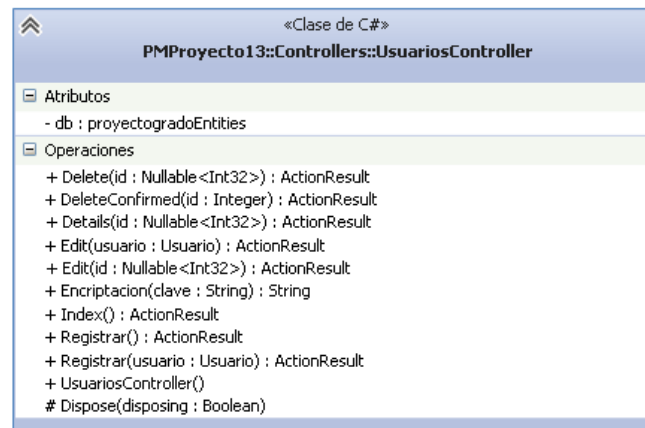 «Clase de C#»
PMProyecto13::Controllers::UsuariosController
Atributos
- db : proyectogradoEntities
Operaciones
+ Delete(id : Nullable<Int32>) : ActionResult
+ DeleteConfirmed(id : Integer) : ActionResult
+ Details(id : Nullable<Int32>) : ActionResult
+ Edit(usuario : Usuario) : ActionResult
+ Edit(id : Nullable<Int32>) : ActionResult
+ Encriptacion(clave : String) : String
+ Index() : ActionResult
+ Registrar() : ActionResult
+ Registrar(usuario : Usuario) : ActionResult
+ UsuariosController()
# Dispose(disposing : Boolean)